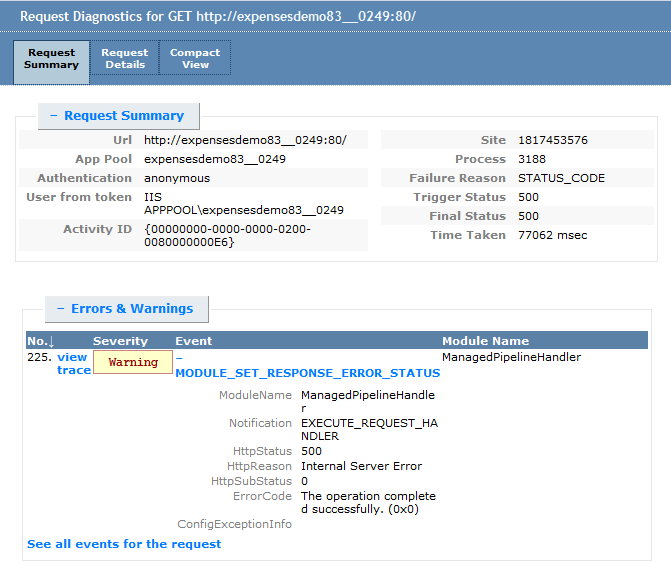 Request Diagnostics for GET http://expensesdemo83__0249:80/
Request Summary
Request Details
Compact View
− Request Summary
Url http://expensesdemo83__0249:80/
App Pool expensesdemo83__0249
Authentication anonymous
User from token IIS
APPPOOL\expensesdemo83__0249
Activity ID {00000000-0000-0000-0200-
0080000000E6}
Site 1817453576
Process 3188
Failure Reason STATUS_CODE
Trigger Status 500
Final Status 500
Time Taken 77062 msec
− Errors & Warnings
No.↓ Severity Event Module Name
225. view trace Warning − MODULE_SET_RESPONSE_ERROR_STATUS ManagedPipelineHandler
ModuleName ManagedPipelineHandle
r
Notification EXECUTE_REQUEST_HA
NDLER
HttpStatus 500
HttpReason Internal Server Error
HttpSubStatus 0
ErrorCode The operation complete
d successfully. (0x0)
ConfigExceptionInfo
See all events for the request